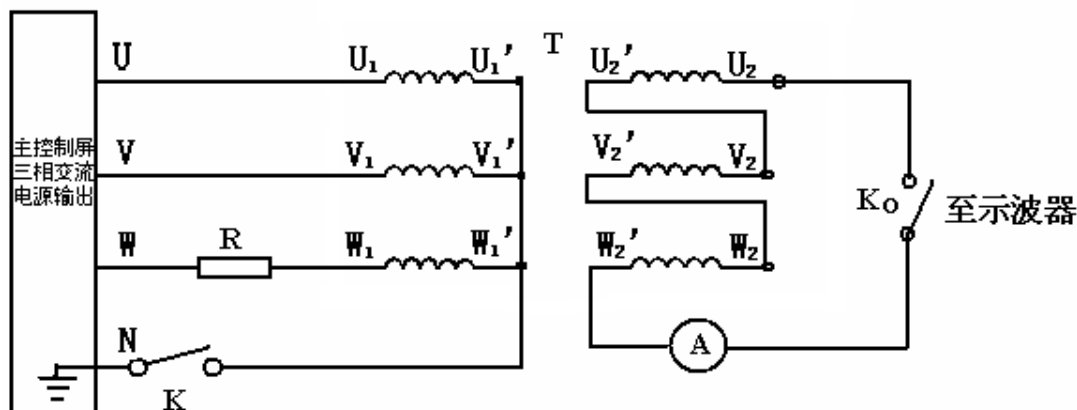 T
U U₁ U₁' U₂' U₂
主控制屏
三相交流
电源输出
V V₁ V₁' V₂' V₂
K₀ 至示波器
W R W₁ W₁' W₂' W₂
N
K
A